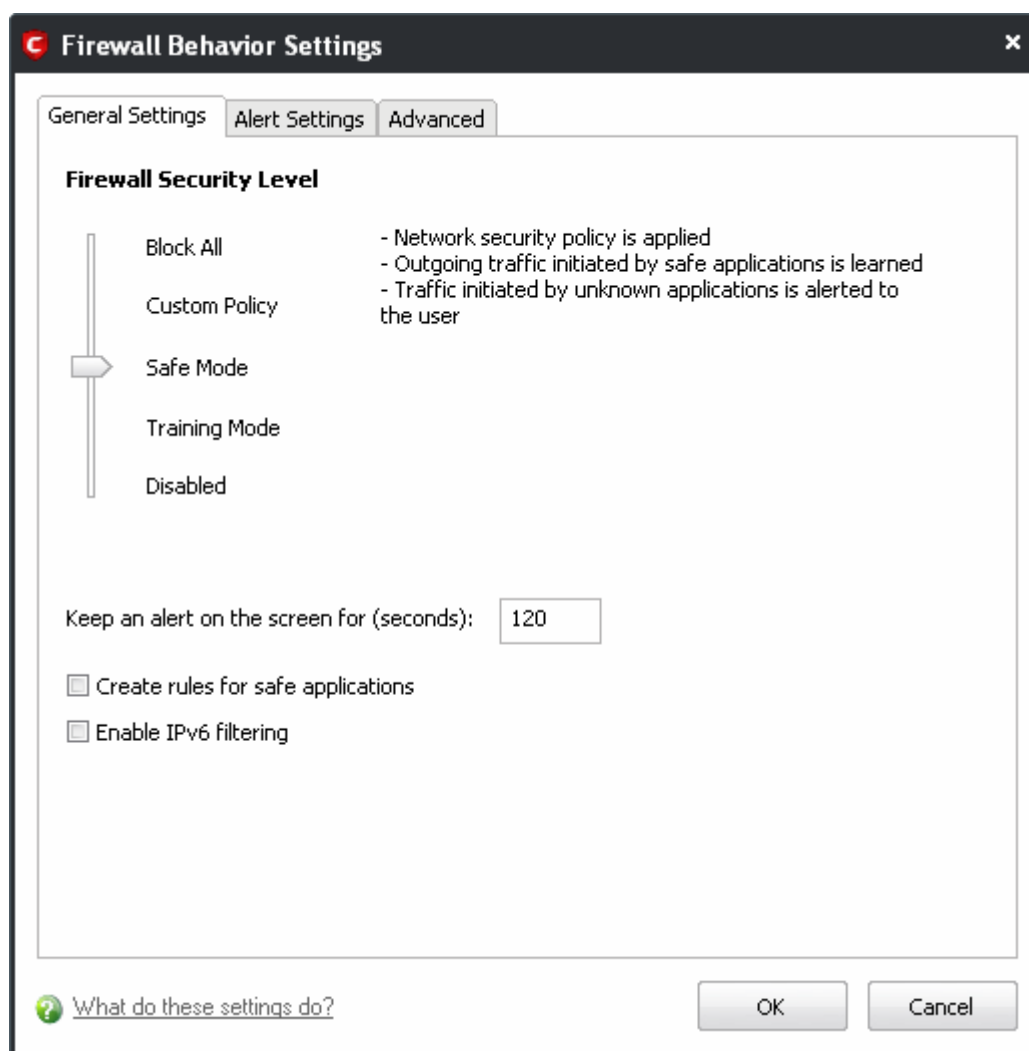 Firewall Behavior Settings
General Settings Alert Settings Advanced
Firewall Security Level
Block All
Custom Policy
Safe Mode
Training Mode
Disabled
- Network security policy is applied
- Outgoing traffic initiated by safe applications is learned
- Traffic initiated by unknown applications is alerted to
the user
Keep an alert on the screen for (seconds): 120
Create rules for safe applications
Enable IPv6 filtering
What do these settings do?
OK Cancel